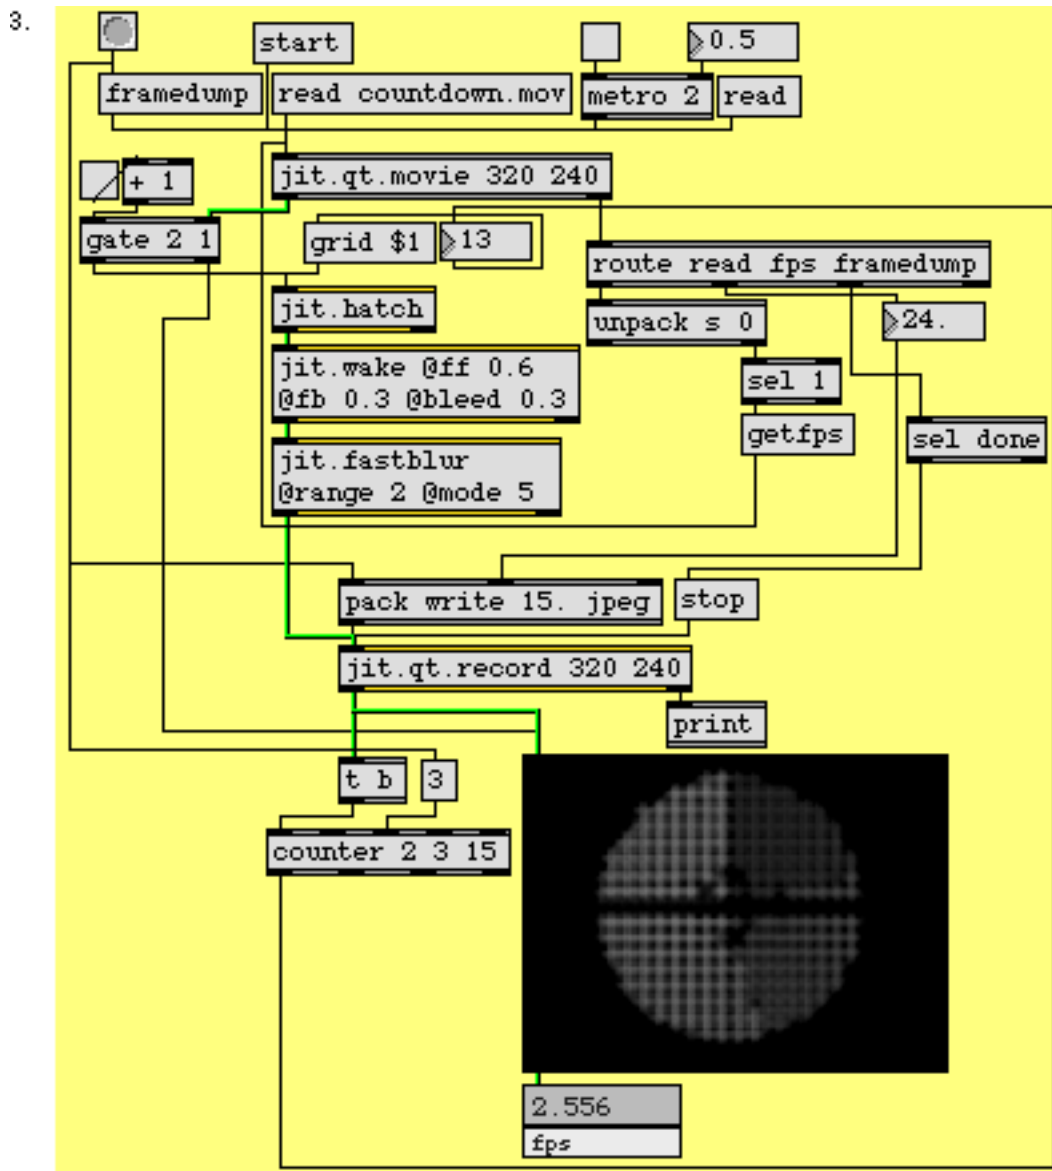 3.
start
0.5
framedump
read countdown.mov
metro 2
read
+ 1
jit.qt.movie 320 240
gate 2 1
grid $1
13
route read fps framedump
jit.hatch
unpack s 0
24.
jit.wake @ff 0.6
@fb 0.3 @bleed 0.3
sel 1
getfps
sel done
jit.fastblur
@range 2 @mode 5
pack write 15. jpeg
stop
jit.qt.record 320 240
print
t b
3
counter 2 3 15
2.556
fps